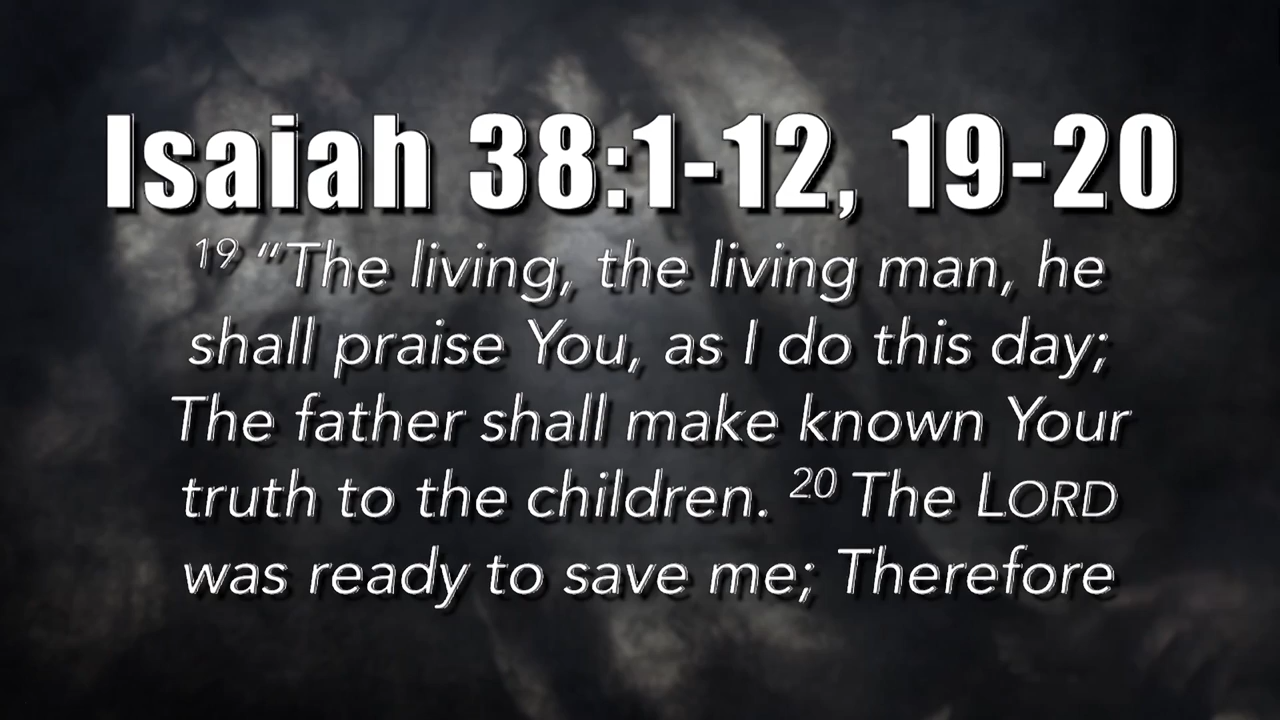 Isaiah 38:1-12, 19-20
19 “The living, the living man, he
shall praise You, as I do this day;
The father shall make known Your
truth to the children. 20 The LORD
was ready to save me; Therefore